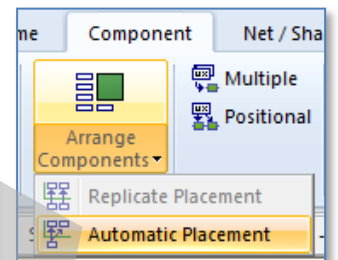 me Component Net / Sha
Multiple
Positional
Arrange
Components
Replicate Placement
Automatic Placement